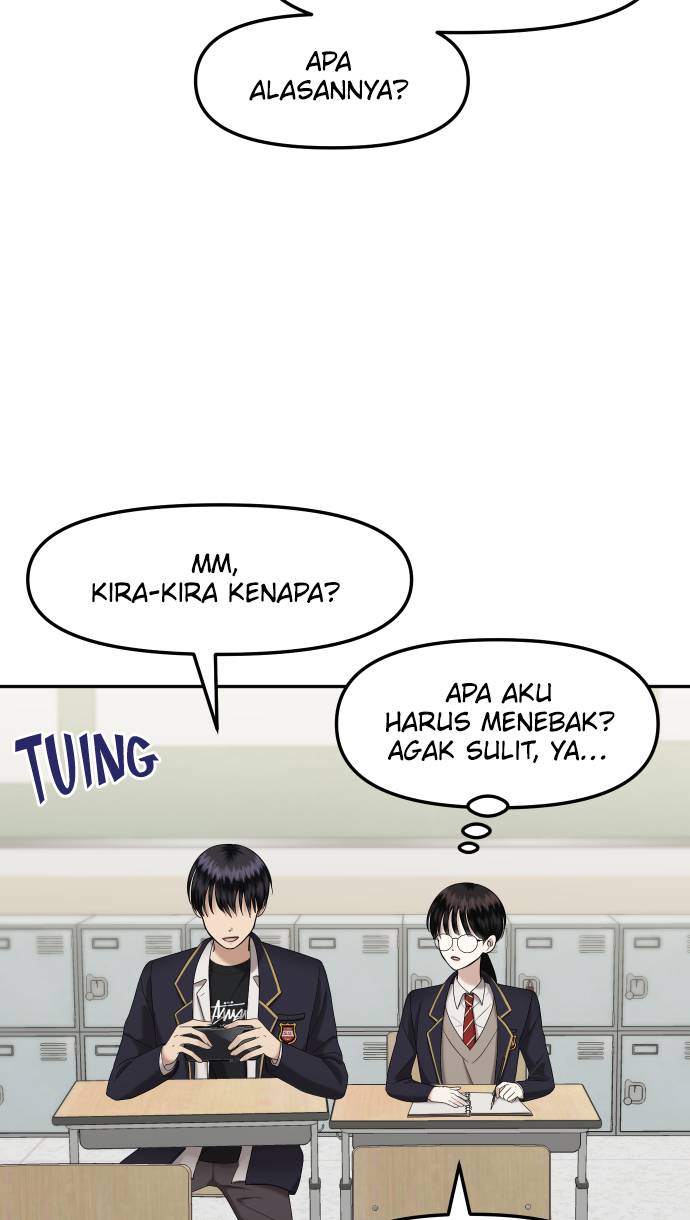 APA
ALASANNYA?
MM,
KIRA-KIRA KENAPA?
APA AKU
HARUS MENEBAK?
AGAK SULIT, YA...
TUING